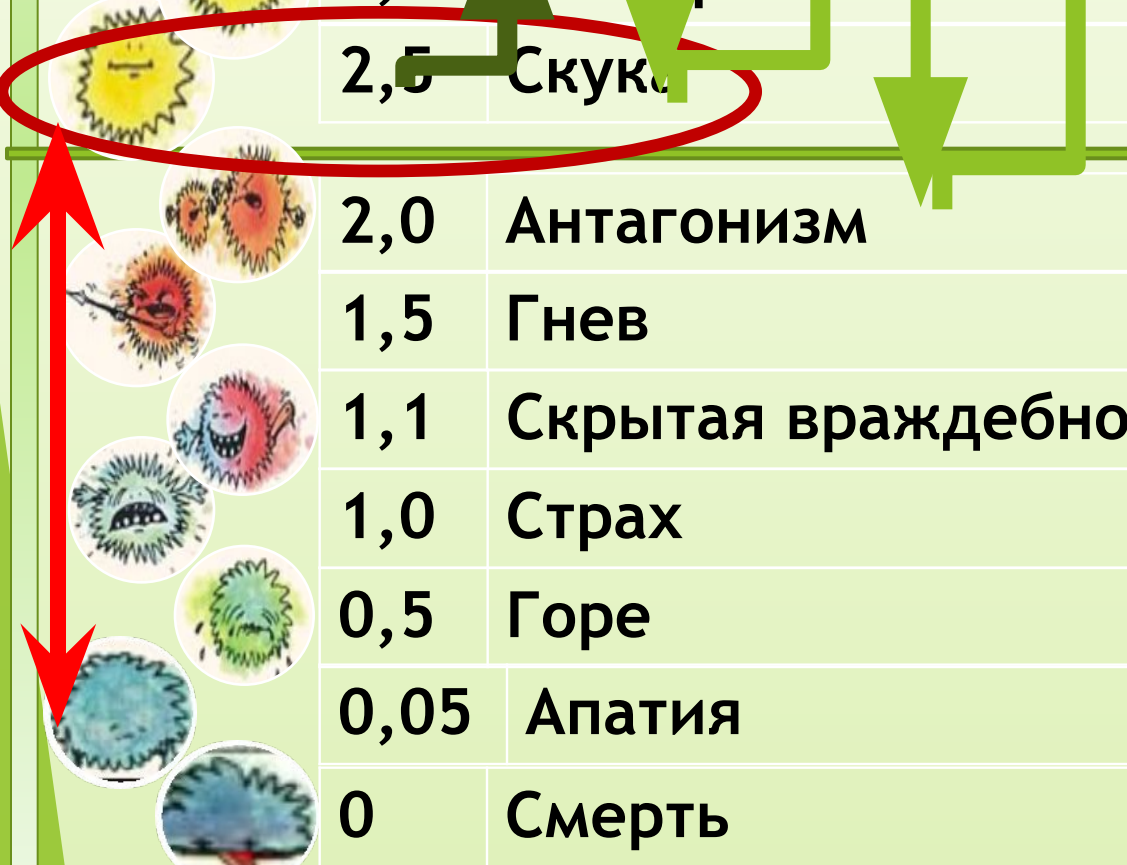 2,5 Скука
2,0 Антагонизм
1,5 Гнев
1,1 Скрытая враждебно
1,0 Страх
0,5 Горе
0,05 Апатия
0 Смерть